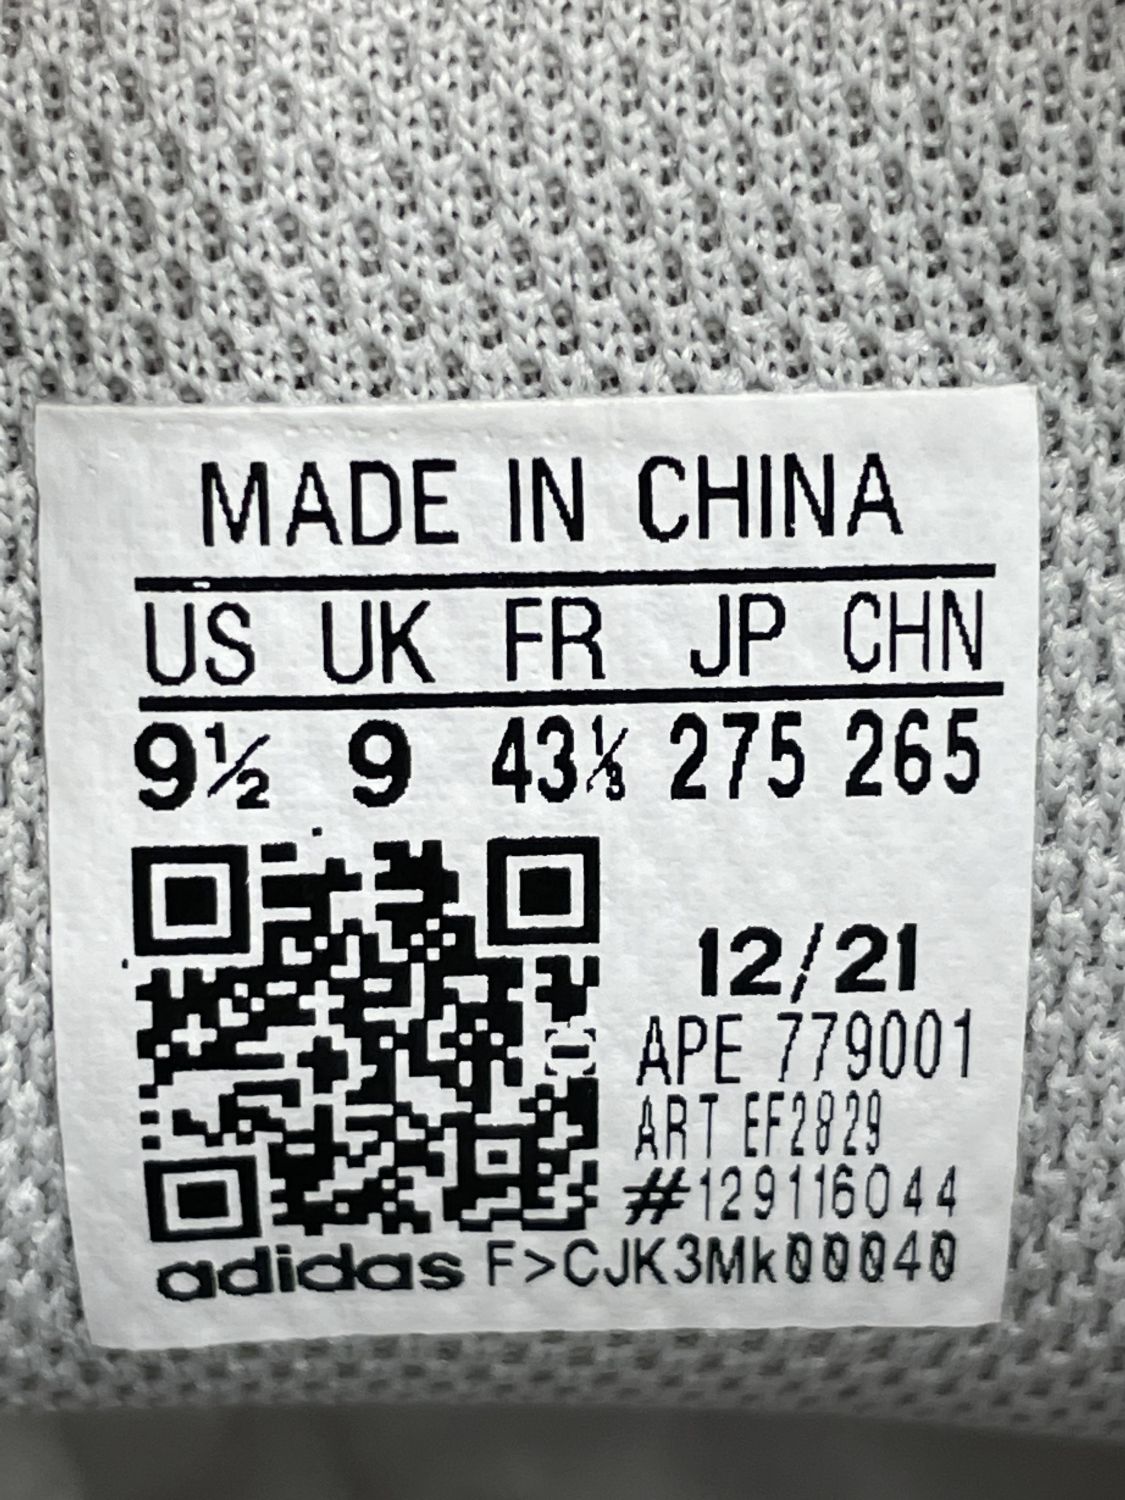 MADE IN CHINA
US UK FR JP CHN
9½ 9 43⅓ 275 265
12/21
APE 779001
ART EF2829
#129116044
adidas F>CJK3Mk00040